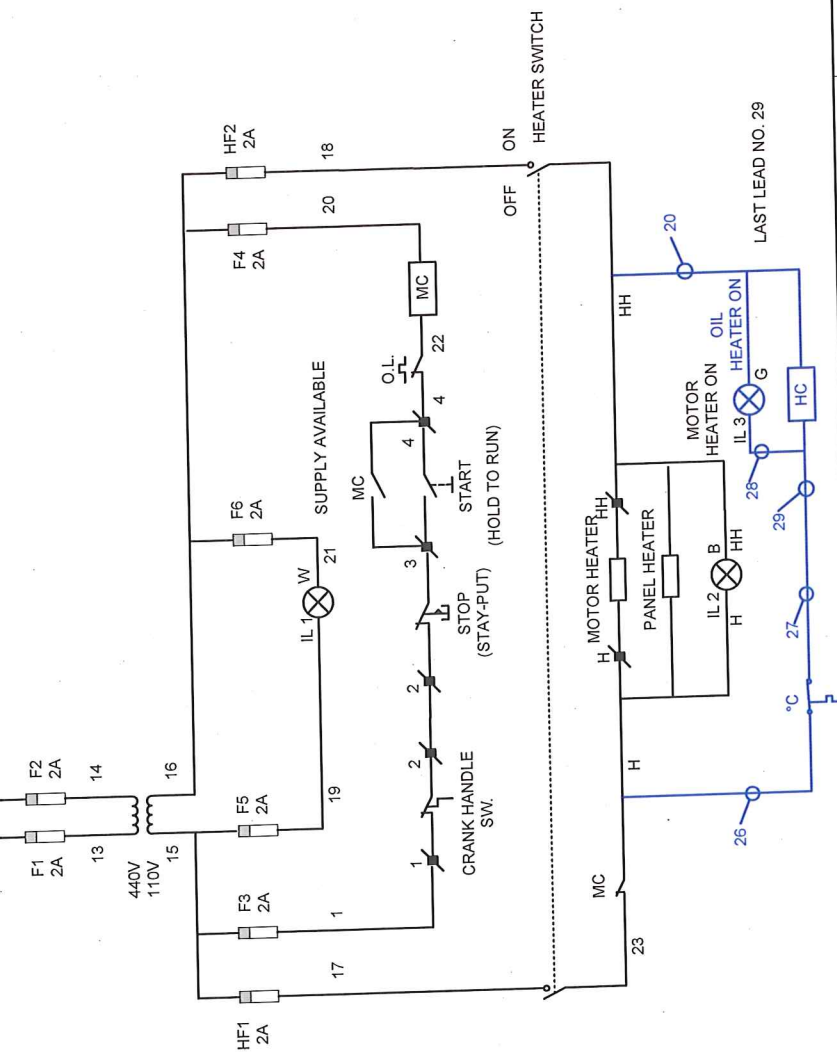 F1
2A
F2
2A
13
14
440V
110V
15
16
HF1
2A
F3
2A
F5
2A
F6
2A
F4
2A
HF2
2A
17
1
19
21
20
18
IL 1
W
SUPPLY AVAILABLE
1
CRANK HANDLE
SW.
2
2
STOP
(STAY-PUT)
3
MC
START
(HOLD TO RUN)
4
4
O.L.
22
MC
OFF
ON
HEATER SWITCH
23
MC
H
H
MOTOR HEATER
HH
HH
PANEL HEATER
H
IL 2
B
HH
MOTOR
HEATER ON
26
°C
27
29
28
IL 3
G
OIL
HEATER ON
HC
20
LAST LEAD NO. 29